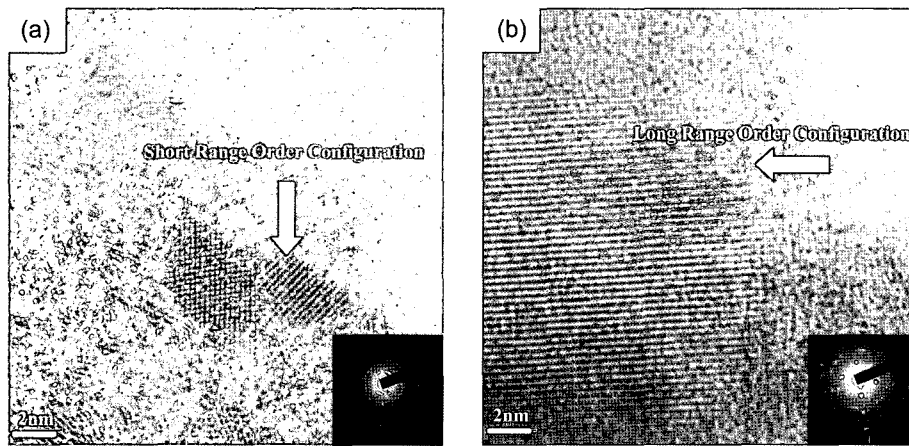 (a)
Short Range Order Configuration
2nm
(b)
Long Range Order Configuration
2nm